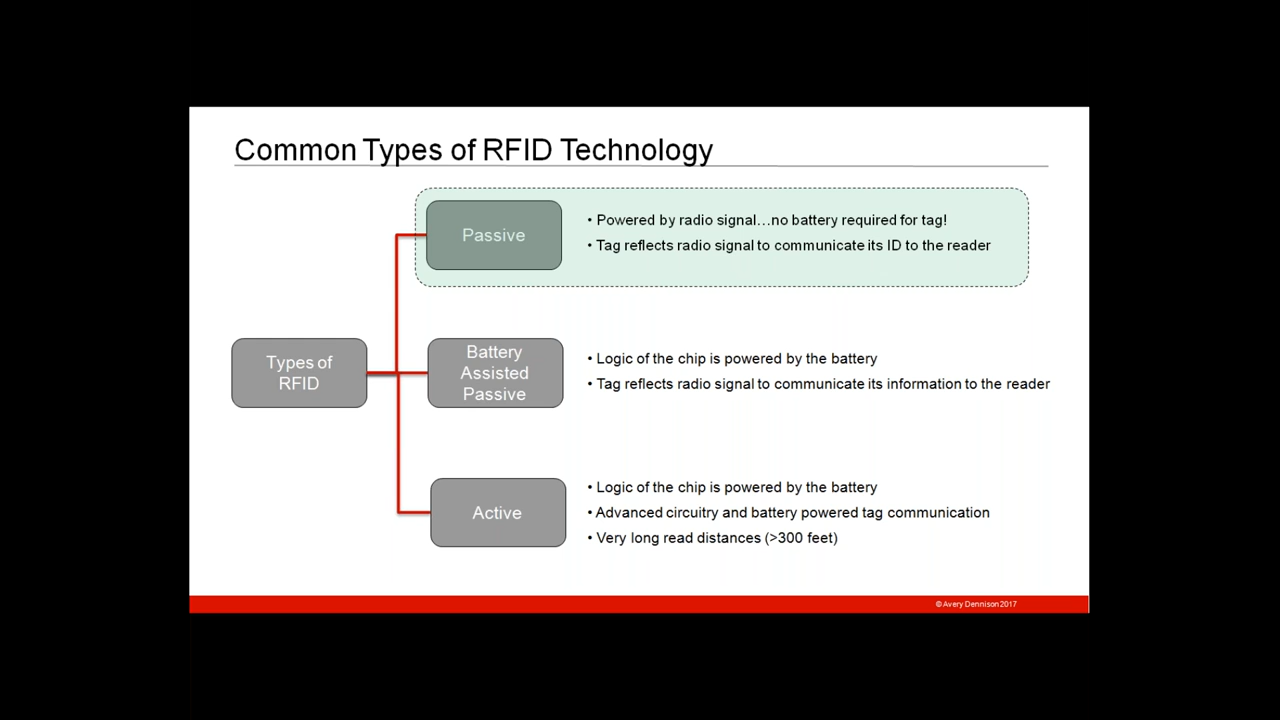 Common Types of RFID Technology
Passive
• Powered by radio signal…no battery required for tag!
• Tag reflects radio signal to communicate its ID to the reader
Types of
RFID
Battery
Assisted
Passive
• Logic of the chip is powered by the battery
• Tag reflects radio signal to communicate its information to the reader
Active
• Logic of the chip is powered by the battery
• Advanced circuitry and battery powered tag communication
• Very long read distances (>300 feet)
© Avery Dennison 2017